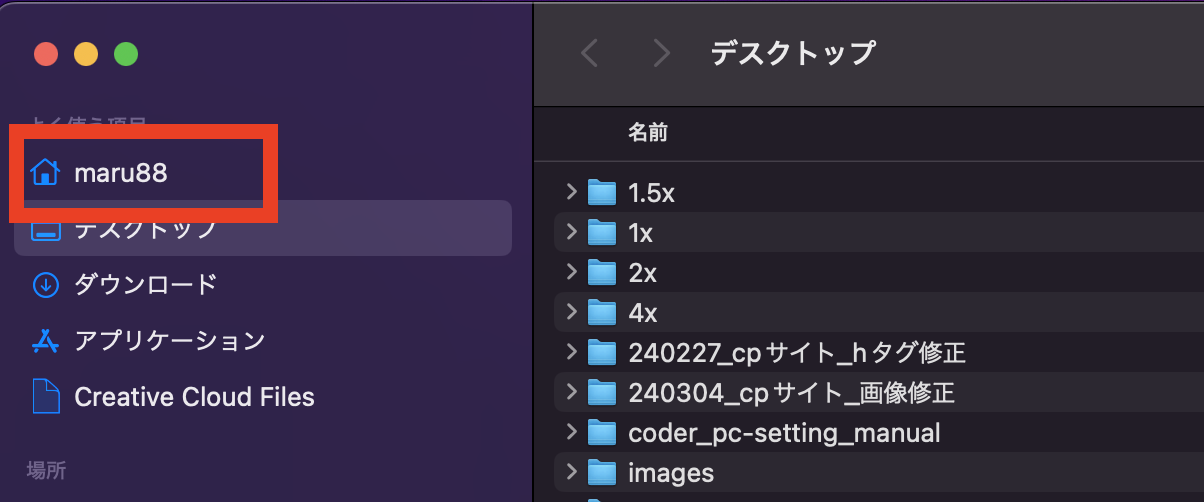 よく使う項目
maru88
デスクトップ
ダウンロード
アプリケーション
Creative Cloud Files
場所
デスクトップ
名前
1.5x
1x
2x
4x
240227_cpサイト_hタグ修正
240304_cpサイト_画像修正
coder_pc-setting_manual
images